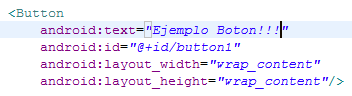 <Button
android:text="Ejemplo Boton!!!"
android:id="@+id/button1"
android:layout_width="wrap_content"
android:layout_height="wrap_content"/>